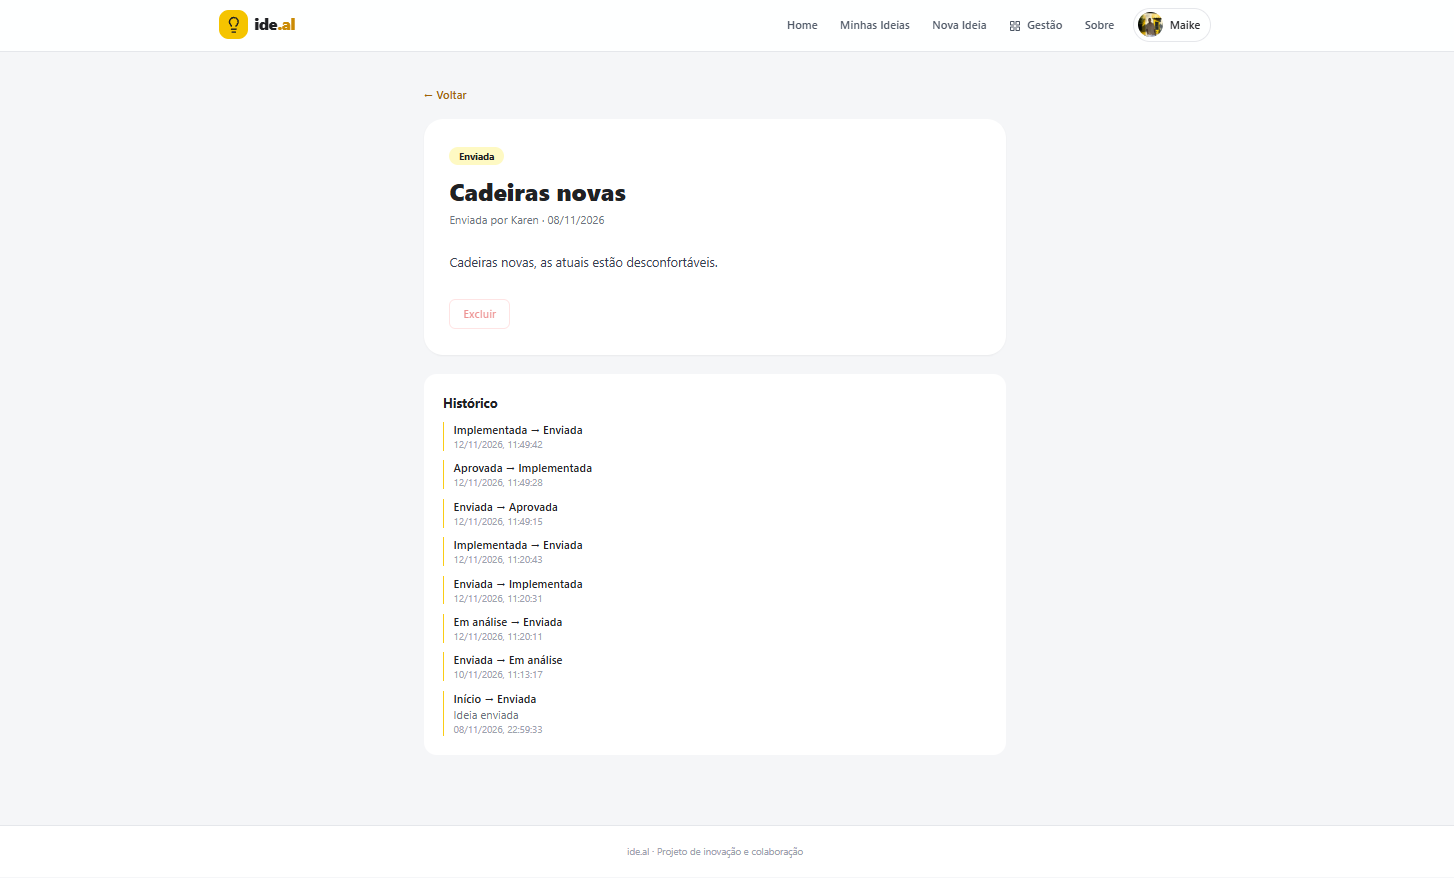 ide.al
Home Minhas Ideias Nova Ideia Gestão Sobre Maike
← Voltar
Enviada
Cadeiras novas
Enviada por Karen · 08/11/2026
Cadeiras novas, as atuais estão desconfortáveis.
Excluir
Histórico
Implementada → Enviada
12/11/2026, 11:49:42
Aprovada → Implementada
12/11/2026, 11:49:28
Enviada → Aprovada
12/11/2026, 11:49:15
Implementada → Enviada
12/11/2026, 11:20:43
Enviada → Implementada
12/11/2026, 11:20:31
Em análise → Enviada
12/11/2026, 11:20:11
Enviada → Em análise
10/11/2026, 11:13:17
Início → Enviada
Ideia enviada
08/11/2026, 22:59:33
ide.al · Projeto de inovação e colaboração